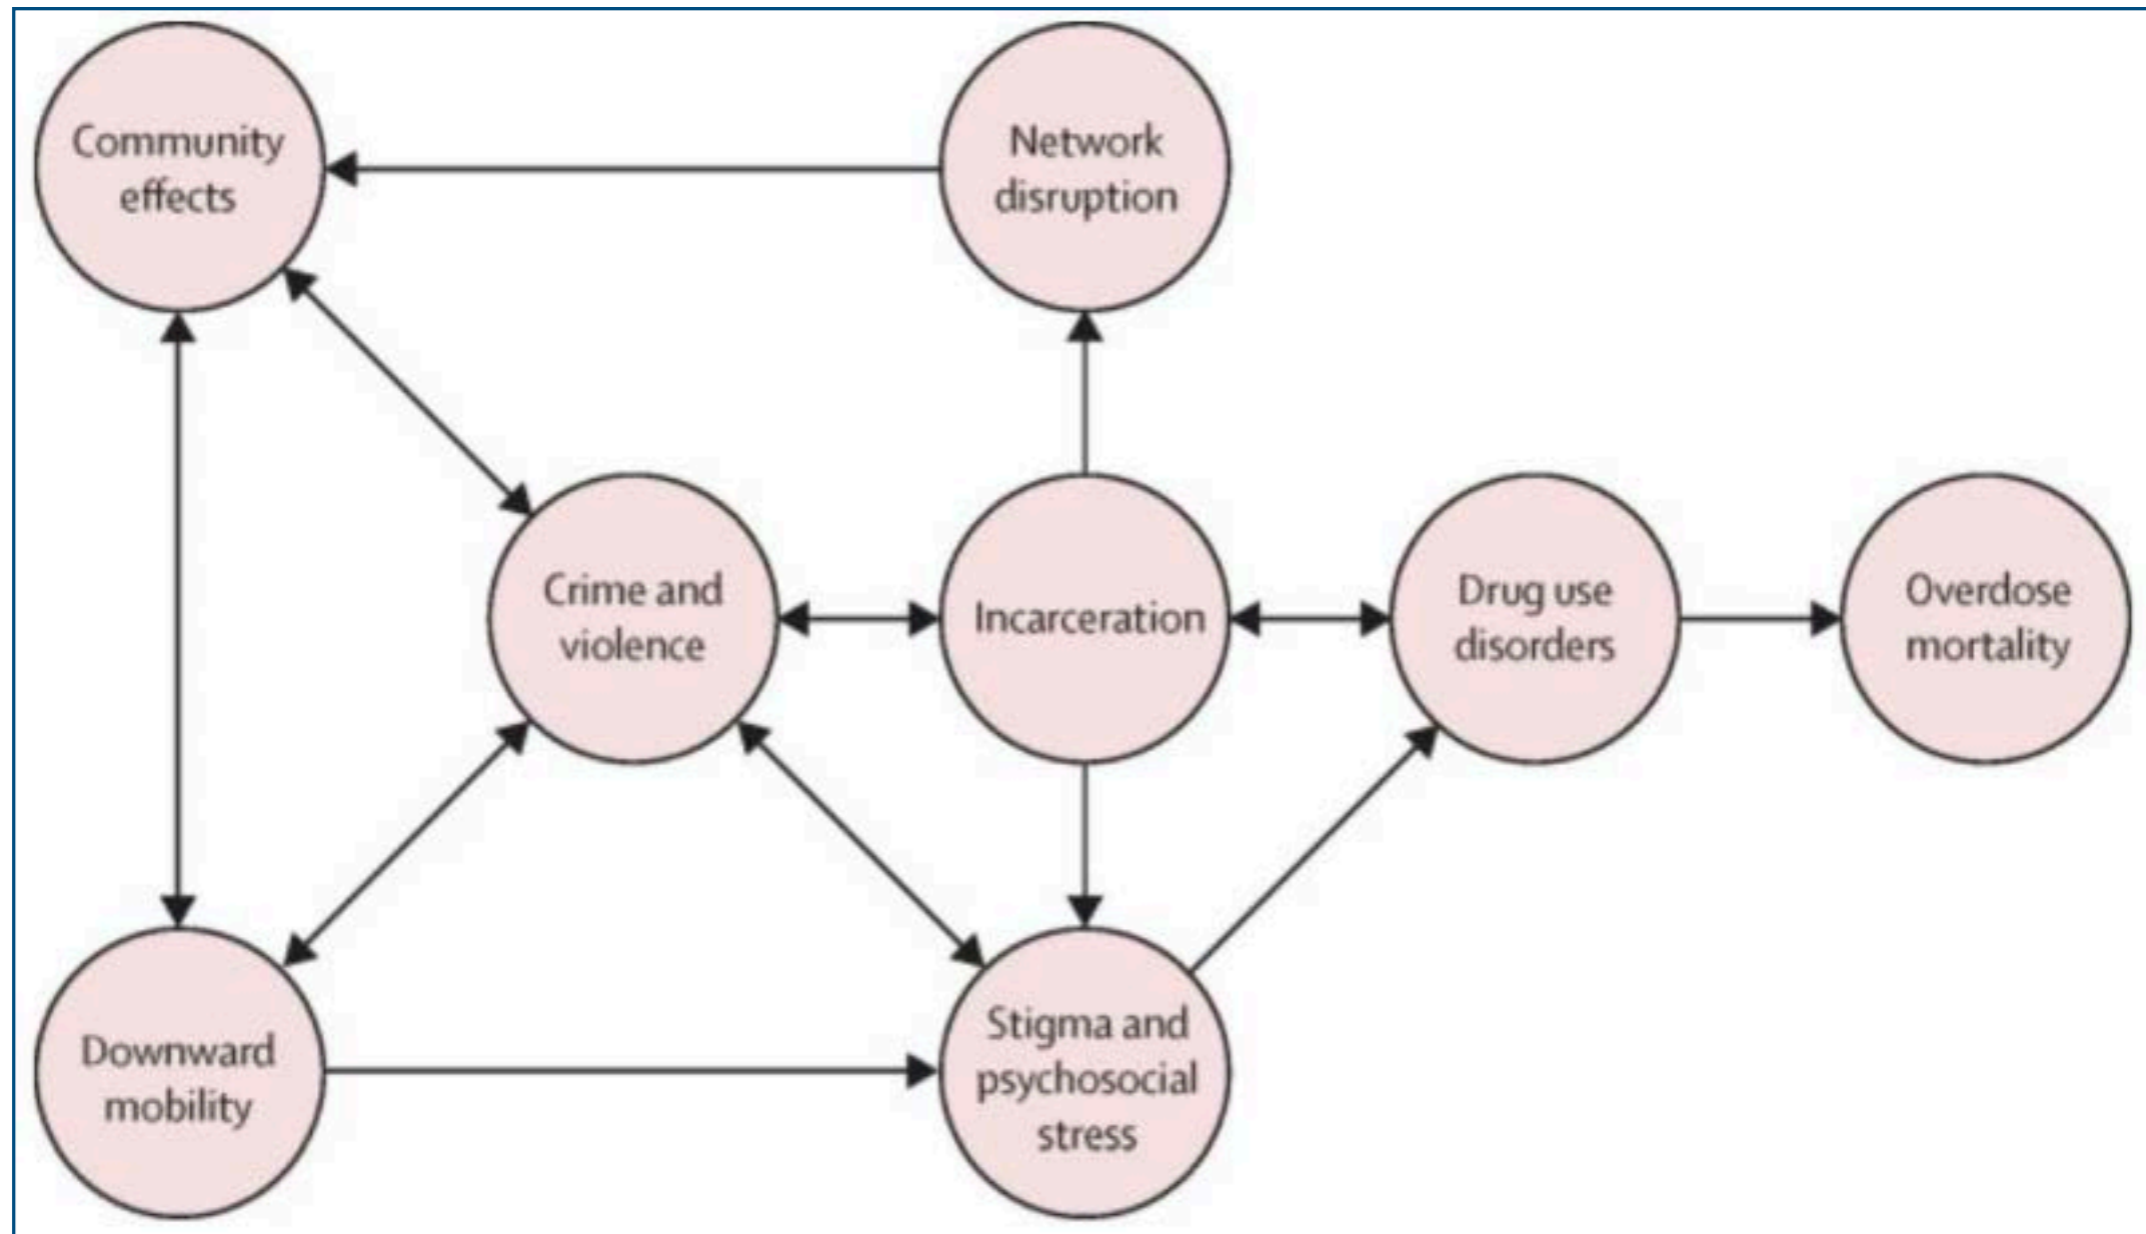 Community
effects
Network
disruption
Crime and
violence
Incarceration
Drug use
disorders
Overdose
mortality
Downward
mobility
Stigma and
psychosocial
stress